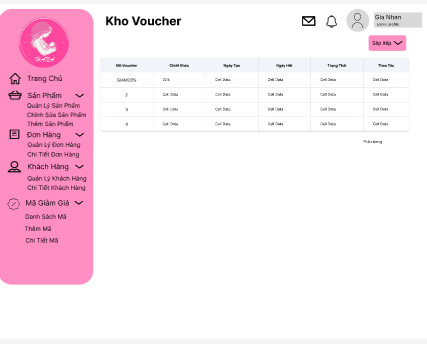 HALA
Trang Chủ
Sản Phẩm
Quản Lý Sản Phẩm
Chỉnh Sửa Sản Phẩm
Thêm Sản Phẩm
Đơn Hàng
Quản Lý Đơn Hàng
Chi Tiết Đơn Hàng
Khách Hàng
Quản Lý Khách Hàng
Chi Tiết Khách Hàng
Mã Giảm Giá
Danh Sách Mã
Thêm Mã
Chi Tiết Mã
Kho Voucher
Gia Nhan
Sắp Xếp
Mã Voucher Chiết Khấu Ngày Tạo Ngày Hết Trạng Thái Thao Tác
GIAM20% 20% Cell Data Cell Data Cell Data Cell Data
2 Cell Data Cell Data Cell Data Cell Data Cell Data
3 Cell Data Cell Data Cell Data Cell Data Cell Data
4 Cell Data Cell Data Cell Data Cell Data Cell Data
Phân trang